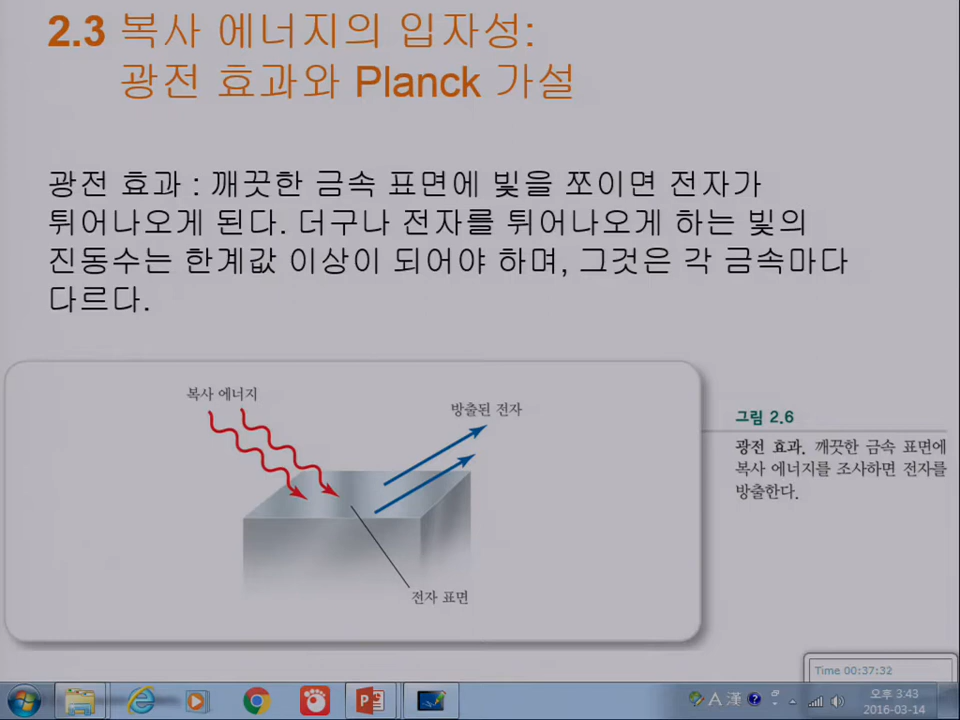 2.3 복사 에너지의 입자성:
광전 효과와 Planck 가설
광전 효과 : 깨끗한 금속 표면에 빛을 쪼이면 전자가
튀어나오게 된다. 더구나 전자를 튀어나오게 하는 빛의
진동수는 한계값 이상이 되어야 하며, 그것은 각 금속마다
다르다.
복사 에너지
방출된 전자
전자 표면
그림 2.6
광전 효과. 깨끗한 금속 표면에
복사 에너지를 조사하면 전자를
방출한다.
Time 00:37:32
A 漢
오후 3:43
2016-03-14